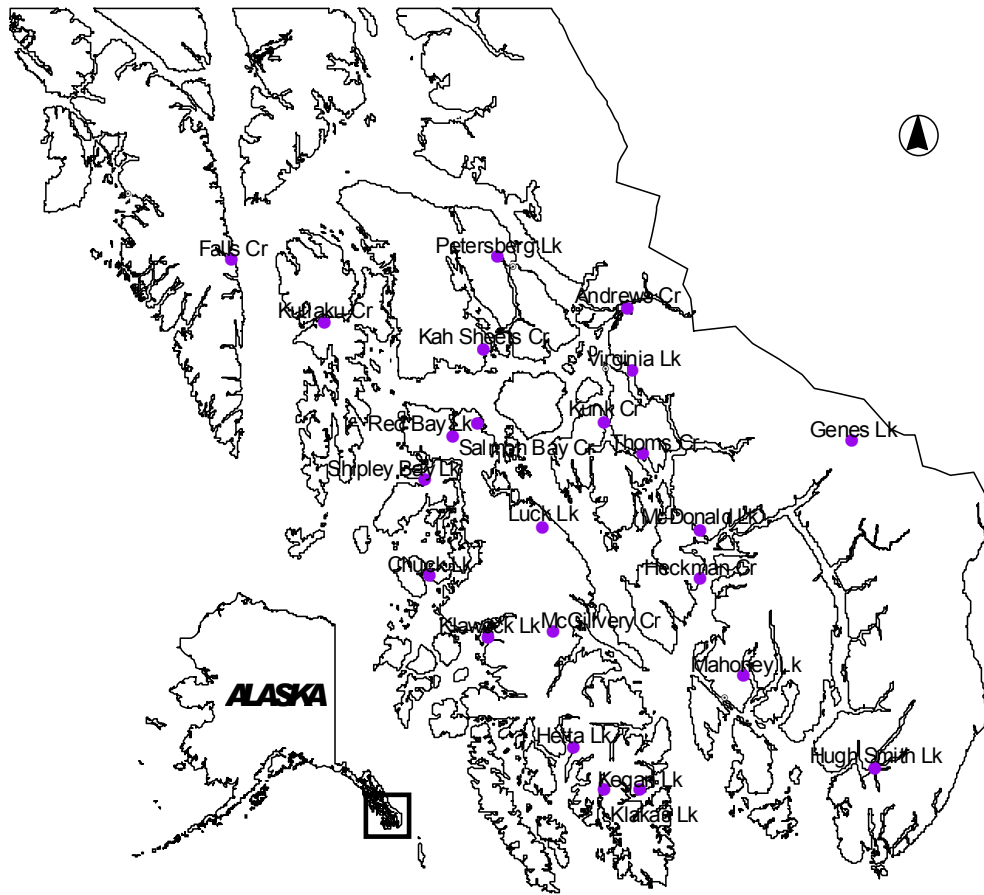 Falls Cr
Petersberg Lk
Andrews Cr
Kutlaku Cr
Kah Sheets Cr
Virginia Lk
Red Bay Lk
Kunk Cr
Genes Lk
Salmon Bay Cr
Thoms Cr
Shipley Bay Lk
Luck Lk
McDonald Lk
Chuck Lk
Heckman Cr
Klawock Lk
McGilvery Cr
Mahoney Lk
ALASKA
Hetta Lk
Hugh Smith Lk
Kegan Lk
Klakas Lk